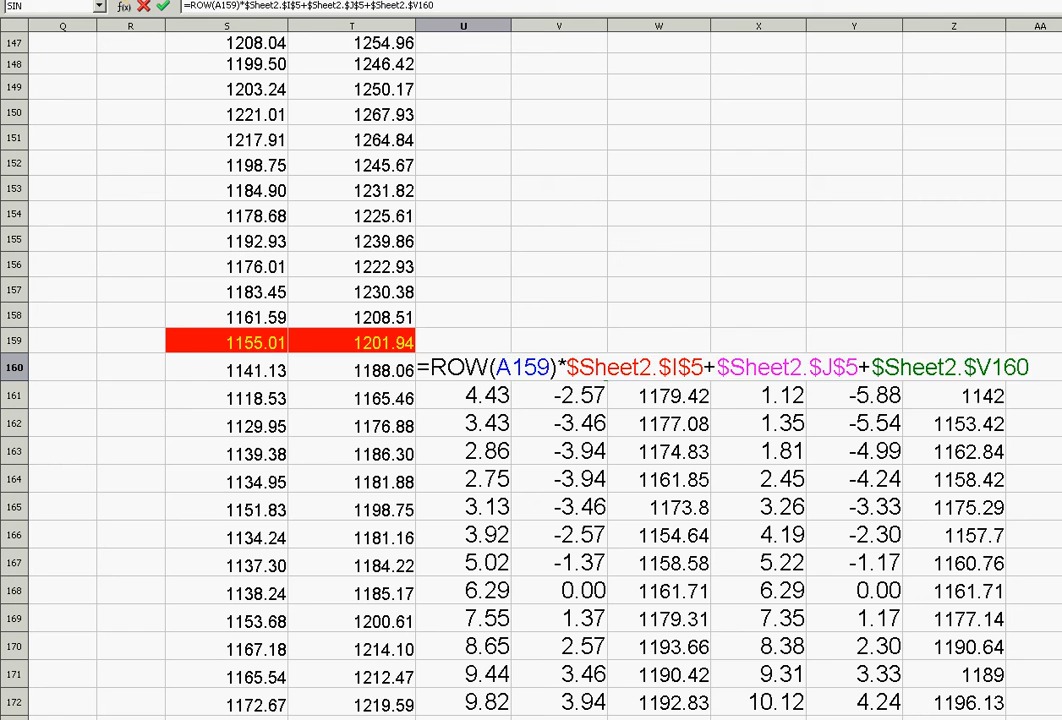 SIN =ROW(A159)*$Sheet2.$I$5+$Sheet2.$J$5+$Sheet2.$V160
Q R S T U V W X Y Z AA
147 1208.04 1254.96
148 1199.50 1246.42
149 1203.24 1250.17
150 1221.01 1267.93
151 1217.91 1264.84
152 1198.75 1245.67
153 1184.90 1231.82
154 1178.68 1225.61
155 1192.93 1239.86
156 1176.01 1222.93
157 1183.45 1230.38
158 1161.59 1208.51
159 1155.01 1201.94
160 1141.13 1188.06 =ROW(A159)*$Sheet2.$I$5+$Sheet2.$J$5+$Sheet2.$V160
161 1118.53 1165.46 4.43 -2.57 1179.42 1.12 -5.88 1142
162 1129.95 1176.88 3.43 -3.46 1177.08 1.35 -5.54 1153.42
163 1139.38 1186.30 2.86 -3.94 1174.83 1.81 -4.99 1162.84
164 1134.95 1181.88 2.75 -3.94 1161.85 2.45 -4.24 1158.42
165 1151.83 1198.75 3.13 -3.46 1173.8 3.26 -3.33 1175.29
166 1134.24 1181.16 3.92 -2.57 1154.64 4.19 -2.30 1157.7
167 1137.30 1184.22 5.02 -1.37 1158.58 5.22 -1.17 1160.76
168 1138.24 1185.17 6.29 0.00 1161.71 6.29 0.00 1161.71
169 1153.68 1200.61 7.55 1.37 1179.31 7.35 1.17 1177.14
170 1167.18 1214.10 8.65 2.57 1193.66 8.38 2.30 1190.64
171 1165.54 1212.47 9.44 3.46 1190.42 9.31 3.33 1189
172 1172.67 1219.59 9.82 3.94 1192.83 10.12 4.24 1196.13